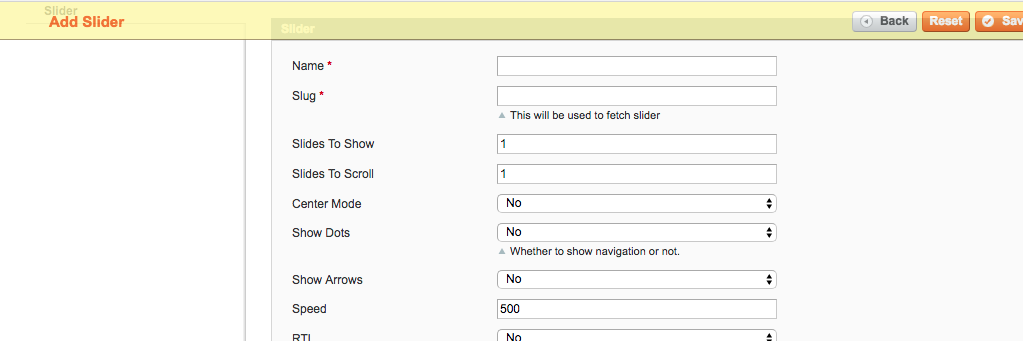 Slider
Add Slider
Back
Reset
Sav
Slider
Name *
Slug *
This will be used to fetch slider
Slides To Show 1
Slides To Scroll 1
Center Mode No
Show Dots No
Whether to show navigation or not.
Show Arrows No
Speed 500
RTL No